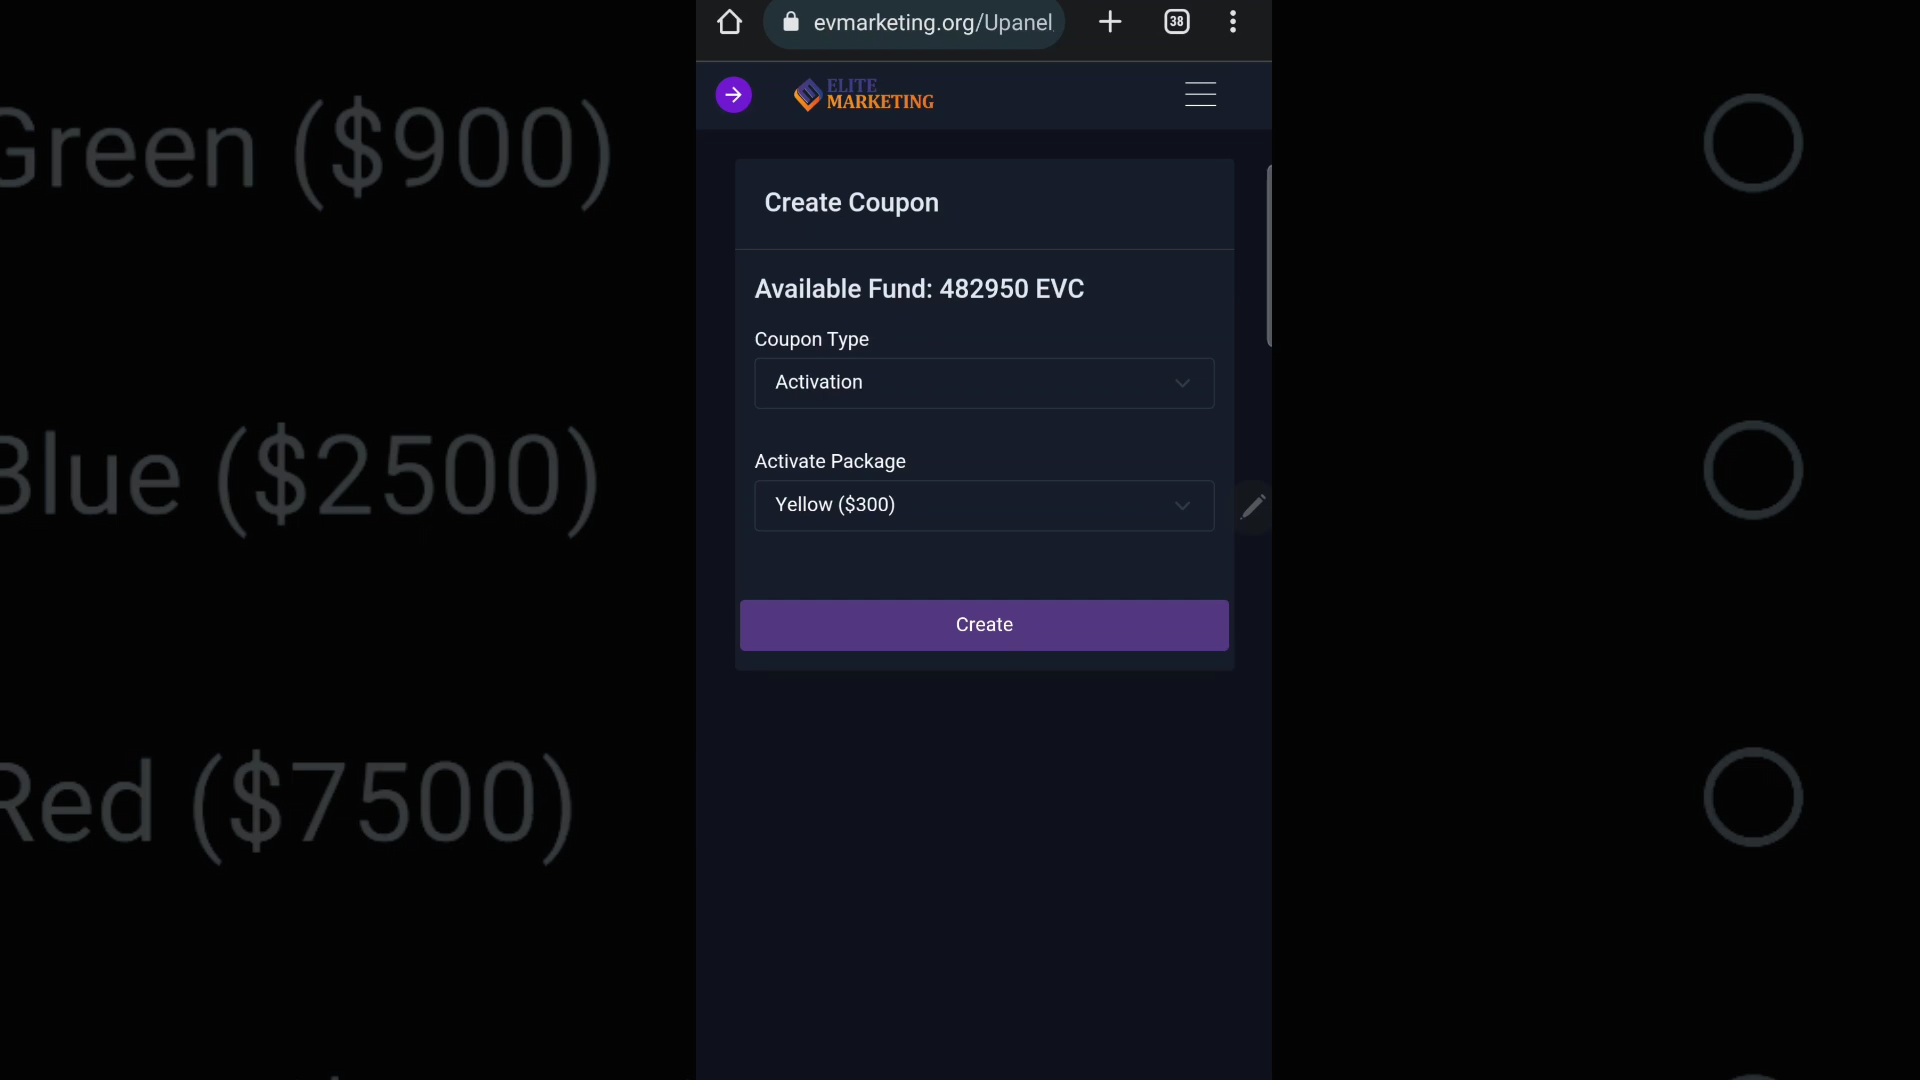 evmarketing.org/Upanel
38
ELITE
MARKETING
Create Coupon
Available Fund: 482950 EVC
Coupon Type
Activation
Activate Package
Yellow ($300)
Create
Green ($900)
Blue ($2500)
Red ($7500)